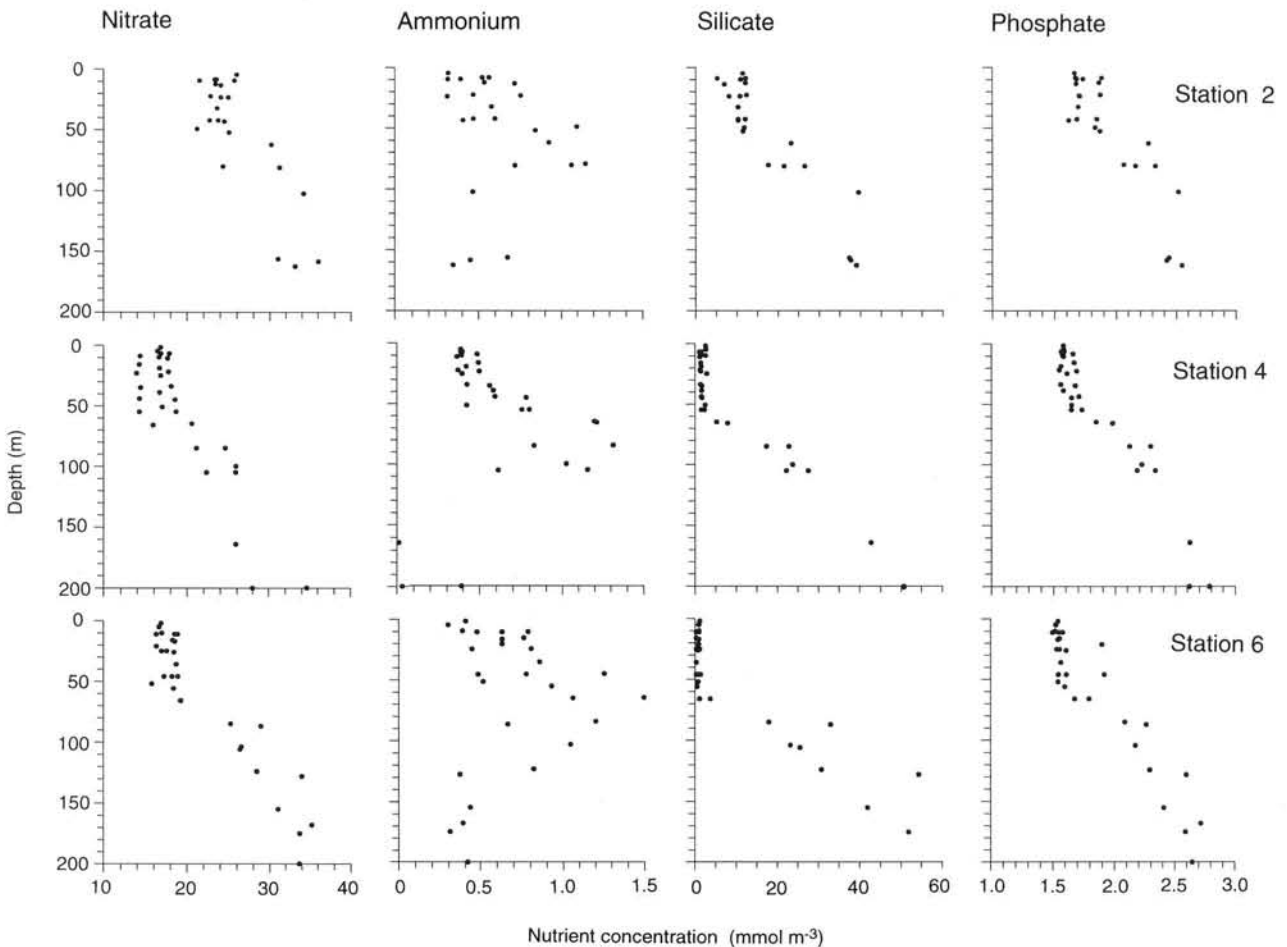 Nitrate Ammonium Silicate Phosphate
0
50
100
150
200
Station 2
0
50
100
150
200
Station 4
Depth (m)
0
50
100
150
200
Station 6
10 20 30 40
0 0.5 1.0 1.5
0 20 40 60
1.0 1.5 2.0 2.5 3.0
Nutrient concentration (mmol m-3)